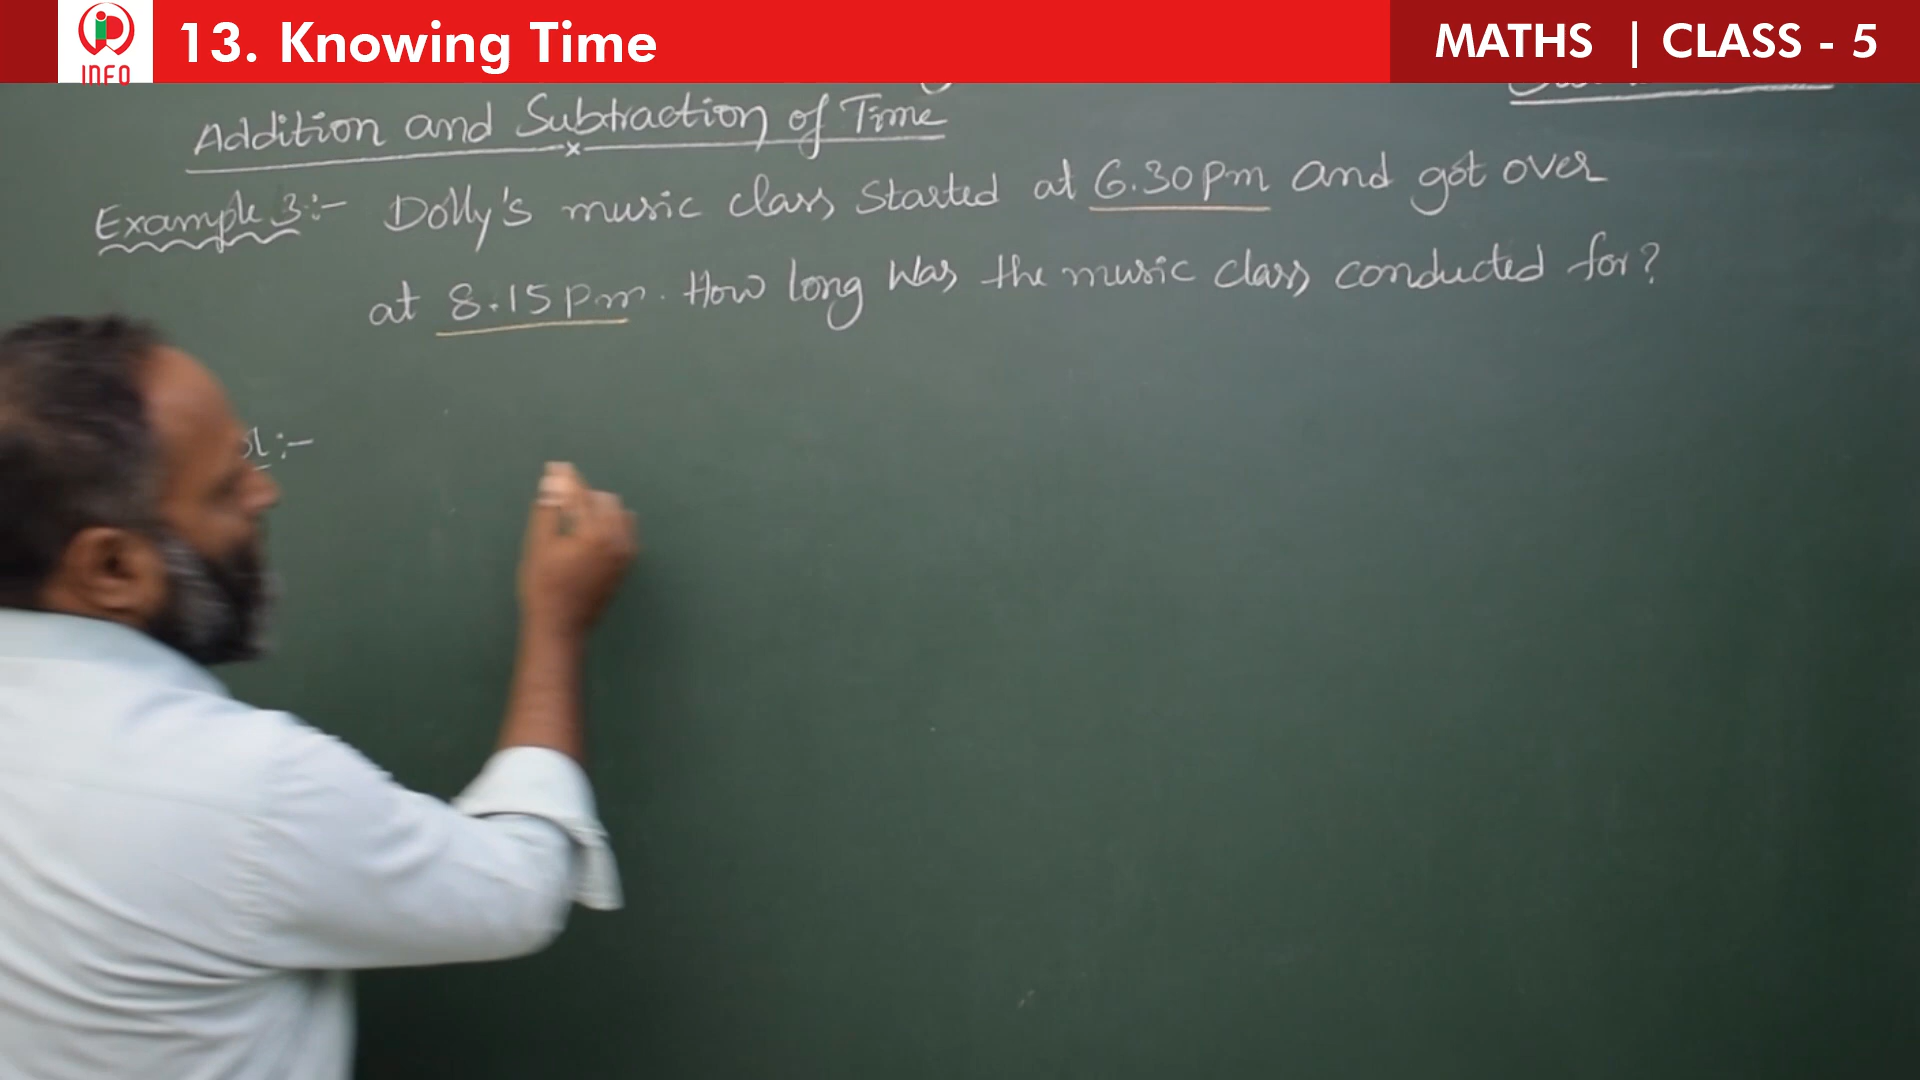 INFO
13. Knowing Time
MATHS | CLASS - 5
Addition and Subtraction of Time
Example 3:- Dolly's music class Started at 6.30pm and got over
at 8.15pm. How long was the music class conducted for?